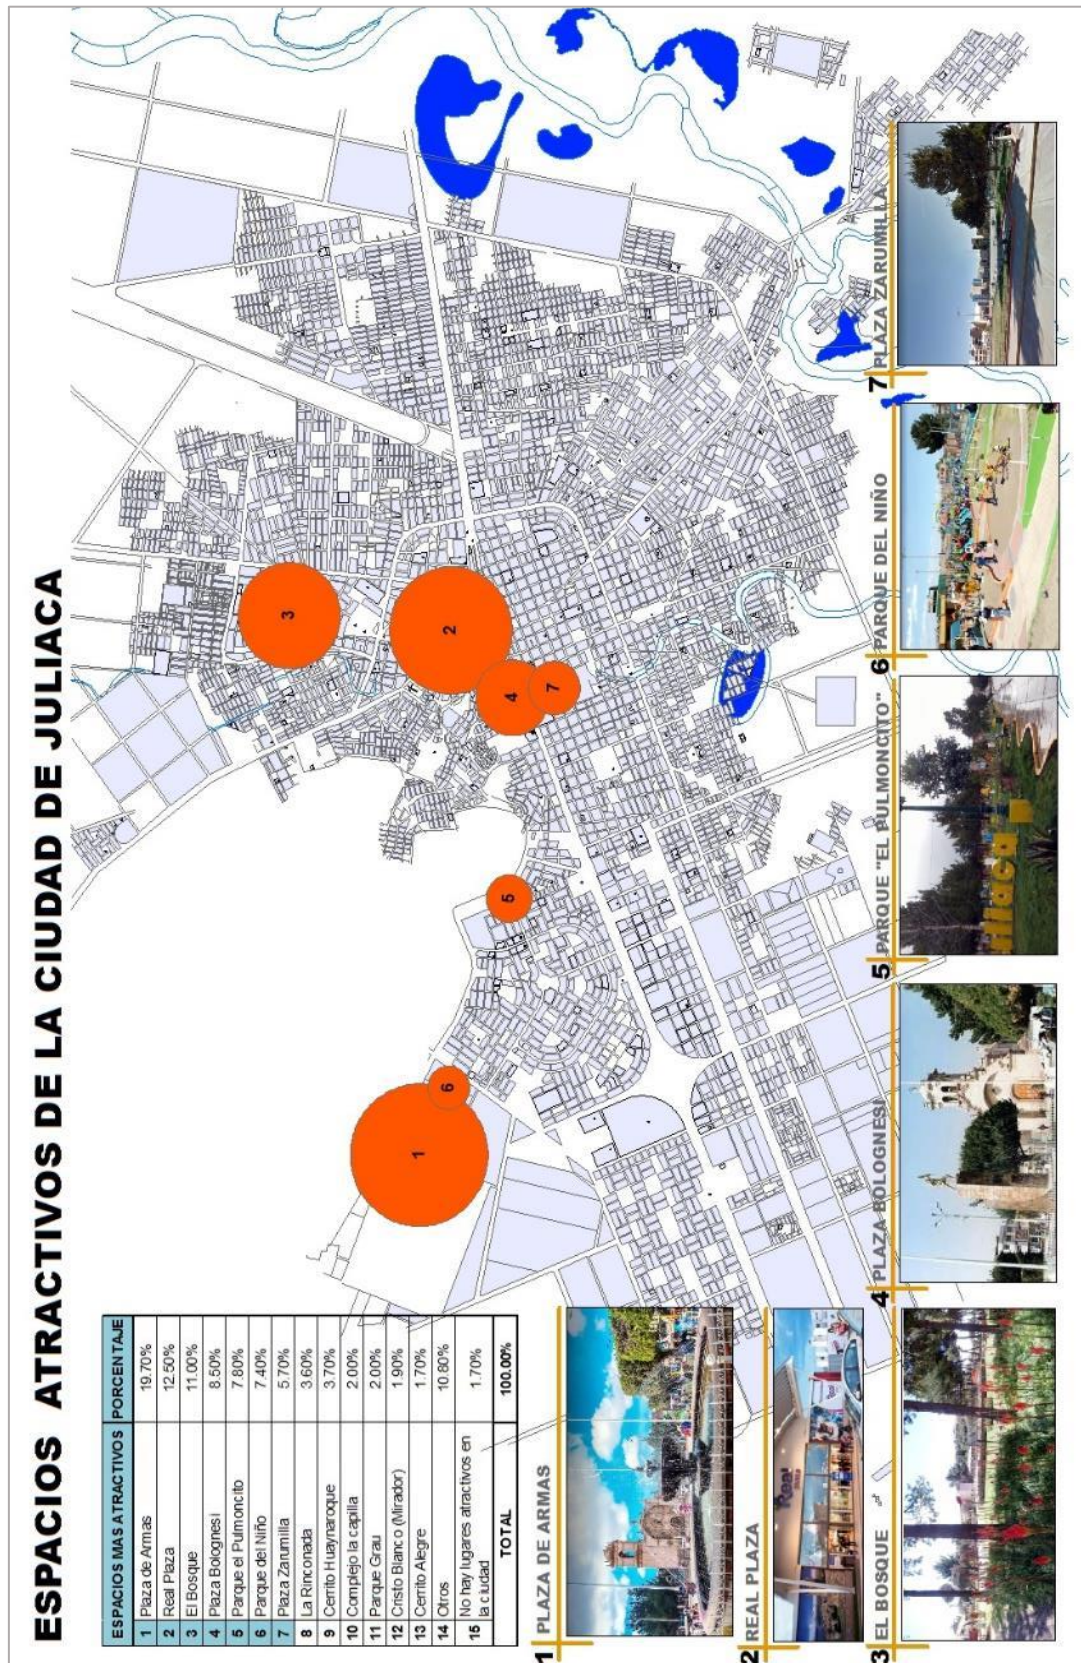 ESPACIOS ATRACTIVOS DE LA CIUDAD DE JULIACA
ESPACIOS MAS ATRACTIVOS PORCENTAJE
1 Plaza de Armas 19.70%
2 Real Plaza 12.50%
3 El Bosque 11.00%
4 Plaza Bolognesi 8.50%
5 Parque el Pulmoncito 7.80%
6 Parque del Niño 7.40%
7 Plaza Zarumilla 5.70%
8 La Rinconada 3.60%
9 Cerrito Huaynaroque 3.70%
10 Complejo la capilla 2.00%
11 Parque Grau 2.00%
12 Cristo Blanco (Mirador) 1.90%
13 Cerrito Alegre 1.70%
14 Otros 10.80%
15 No hay lugares atractivos en
la ciudad 1.70%
TOTAL 100.00%
1
6
5
3
2
4
7
1 PLAZA DE ARMAS
2 REAL PLAZA
Real
3 EL BOSQUE
4 PLAZA BOLOGNESI
5 PARQUE "EL PULMONCITO"
6 PARQUE DEL NIÑO
7 PLAZA ZARUMILLA